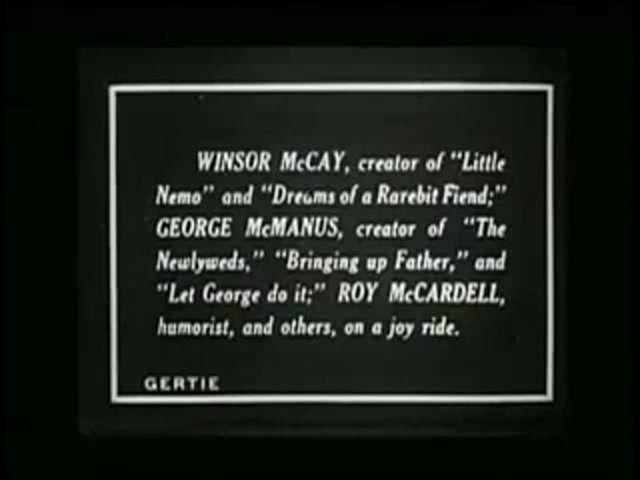 WINSOR McCAY, creator of "Little
Nemo" and "Dreams of a Rarebit Fiend;"
GEORGE McMANUS, creator of "The
Newlyweds," "Bringing up Father," and
"Let George do it;" ROY McCARDELL,
humorist, and others, on a joy ride.
GERTIE